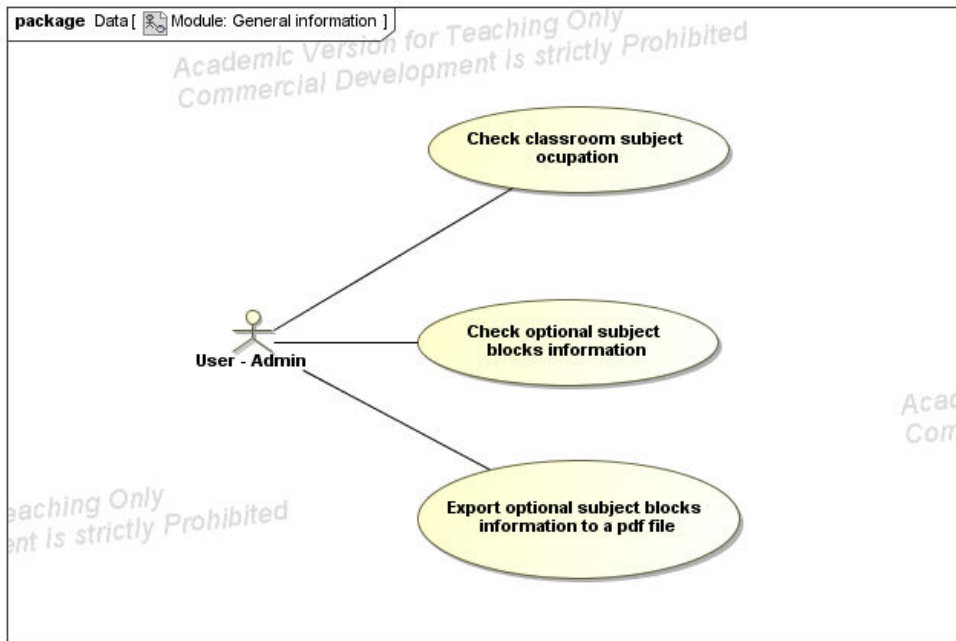 package Data [ Module: General information ]
Academic Version for Teaching Only
Commercial Development is strictly Prohibited
Check classroom subject
ocupation
Check optional subject
blocks information
User - Admin
Acad
Com
Export optional subject blocks
information to a pdf file
eaching Only
ent is strictly Prohibited